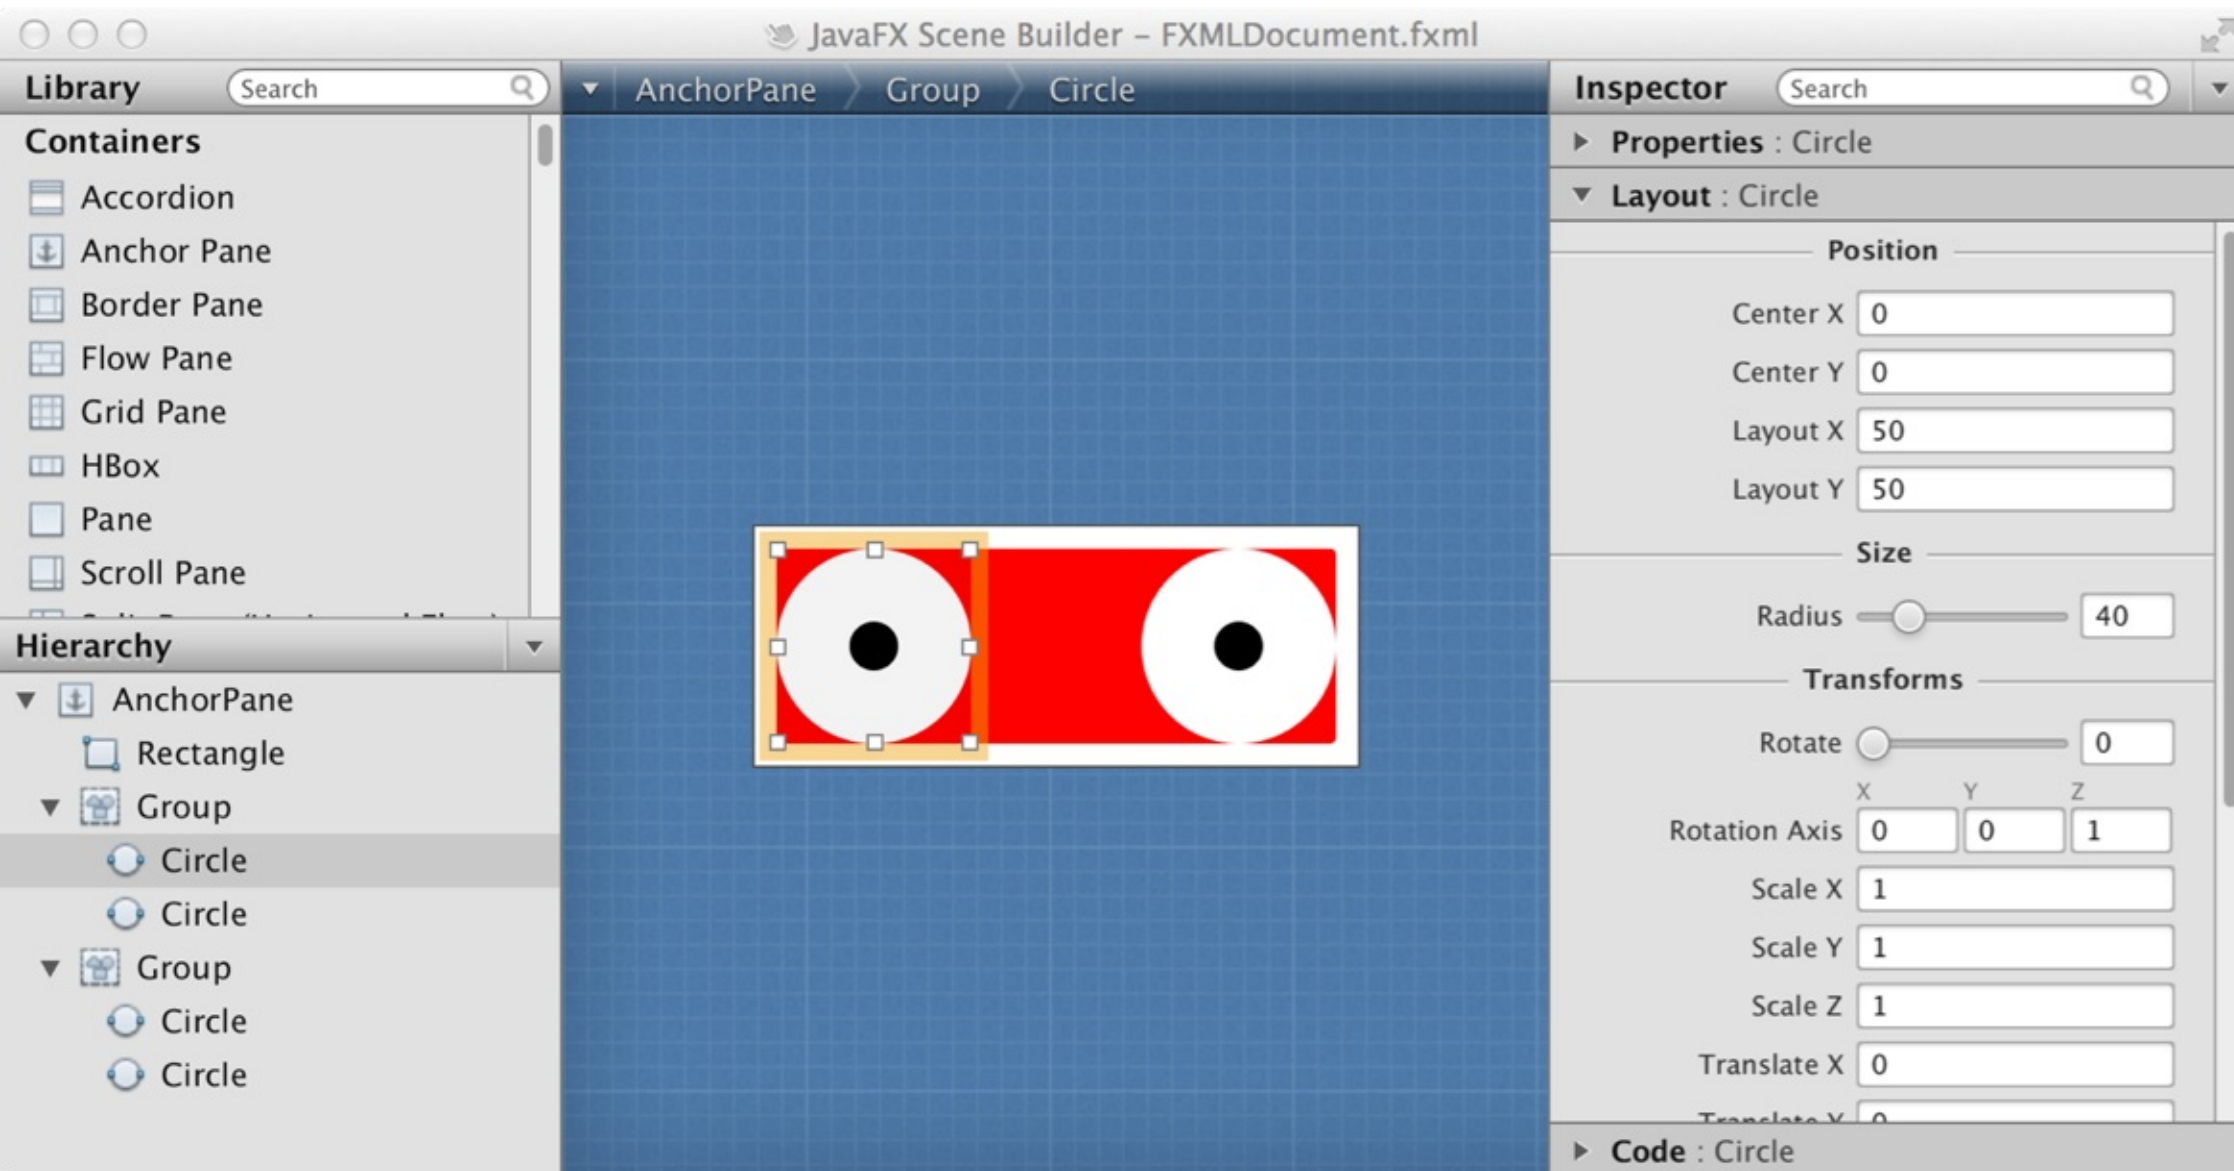 JavaFX Scene Builder – FXMLDocument.fxml
Library
Search
Containers
Accordion
Anchor Pane
Border Pane
Flow Pane
Grid Pane
HBox
Pane
Scroll Pane
Hierarchy
AnchorPane
Rectangle
Group
Circle
Circle
Group
Circle
Circle
AnchorPane Group Circle
Inspector
Search
Properties : Circle
Layout : Circle
Position
Center X 0
Center Y 0
Layout X 50
Layout Y 50
Size
Radius 40
Transforms
Rotate 0
X Y Z
Rotation Axis 0 0 1
Scale X 1
Scale Y 1
Scale Z 1
Translate X 0
Translate Y 0
Code : Circle